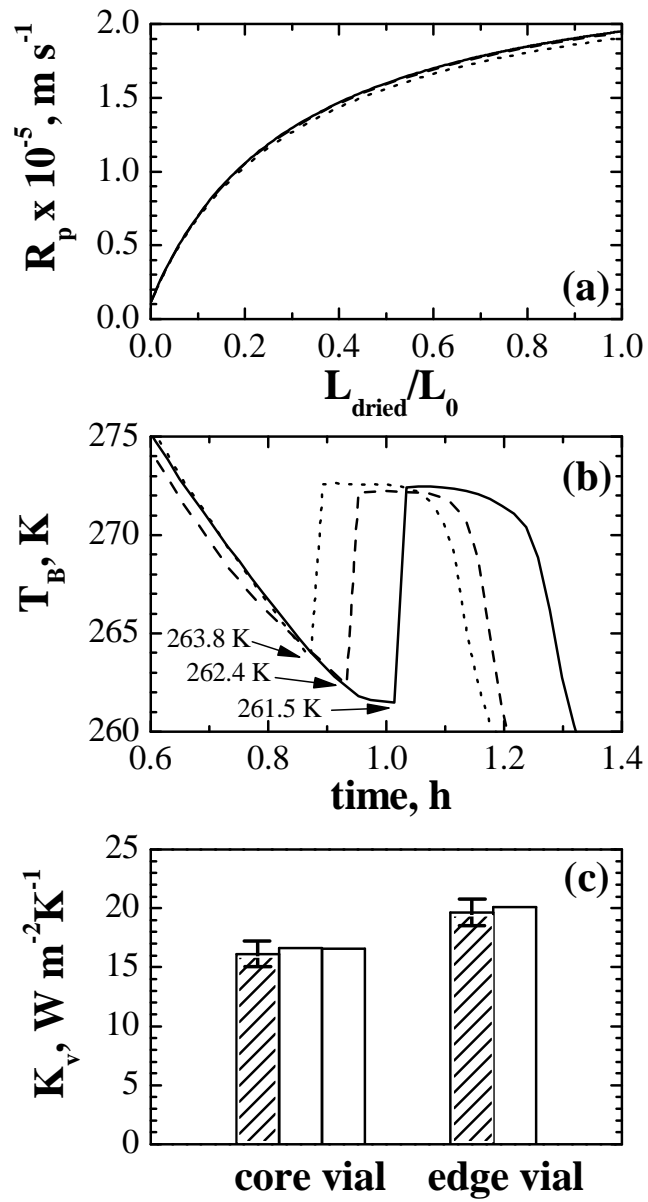 2.0
1.5
1.0
0.5
0.0
R_p x 10^-5, m s^-1
(a)
0.0 0.2 0.4 0.6 0.8 1.0
L_dried/L_0
275
270
265
260
T_B, K
(b)
263.8 K
262.4 K
261.5 K
0.6 0.8 1.0 1.2 1.4
time, h
25
20
15
10
5
0
K_v, W m^-2 K^-1
(c)
core vial edge vial